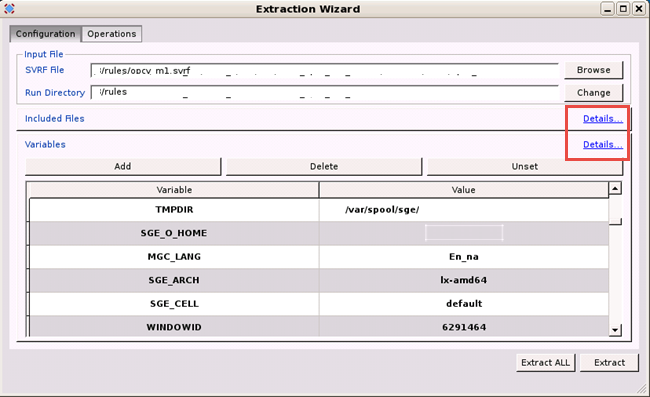 Extraction Wizard
Configuration Operations
Input File
SVRF File /rules/opcv_m1.svrf Browse
Run Directory /rules Change
Included Files Details...
Variables Details...
Add Delete Unset
Variable Value
TMPDIR /var/spool/sge/
SGE_O_HOME
MGC_LANG En_na
SGE_ARCH lx-amd64
SGE_CELL default
WINDOWID 6291464
Extract ALL Extract